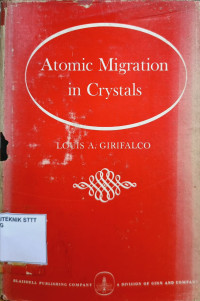 Atomic Migration
in Crystals
LOUIS A. GIRIFALCO
TEKNIK STTT
G
BLAISDELL PUBLISHING COMPANY A DIVISION OF GINN AND COMPANY